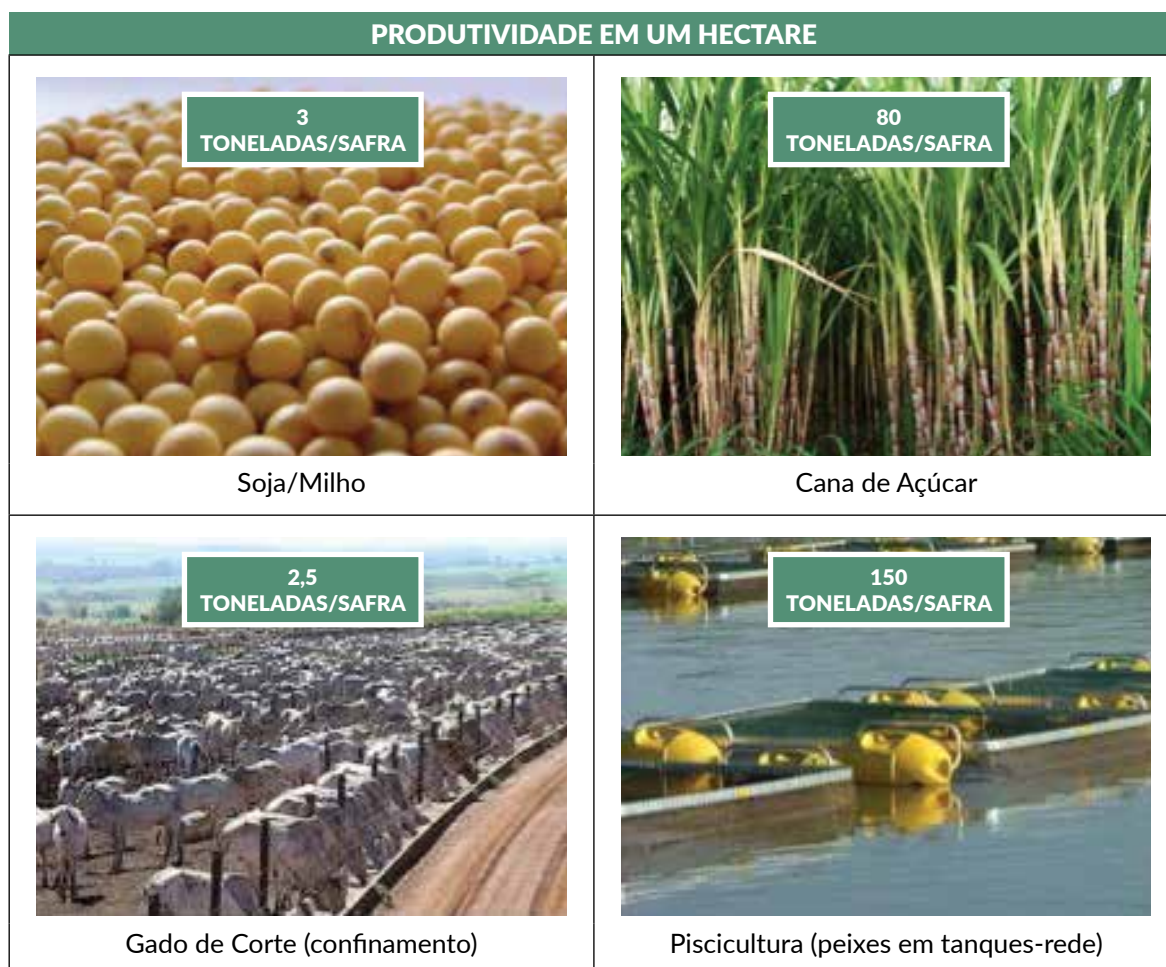 PRODUTIVIDADE EM UM HECTARE
3
TONELADAS/SAFRA
Soja/Milho
80
TONELADAS/SAFRA
Cana de Açúcar
2,5
TONELADAS/SAFRA
Gado de Corte (confinamento)
150
TONELADAS/SAFRA
Piscicultura (peixes em tanques-rede)